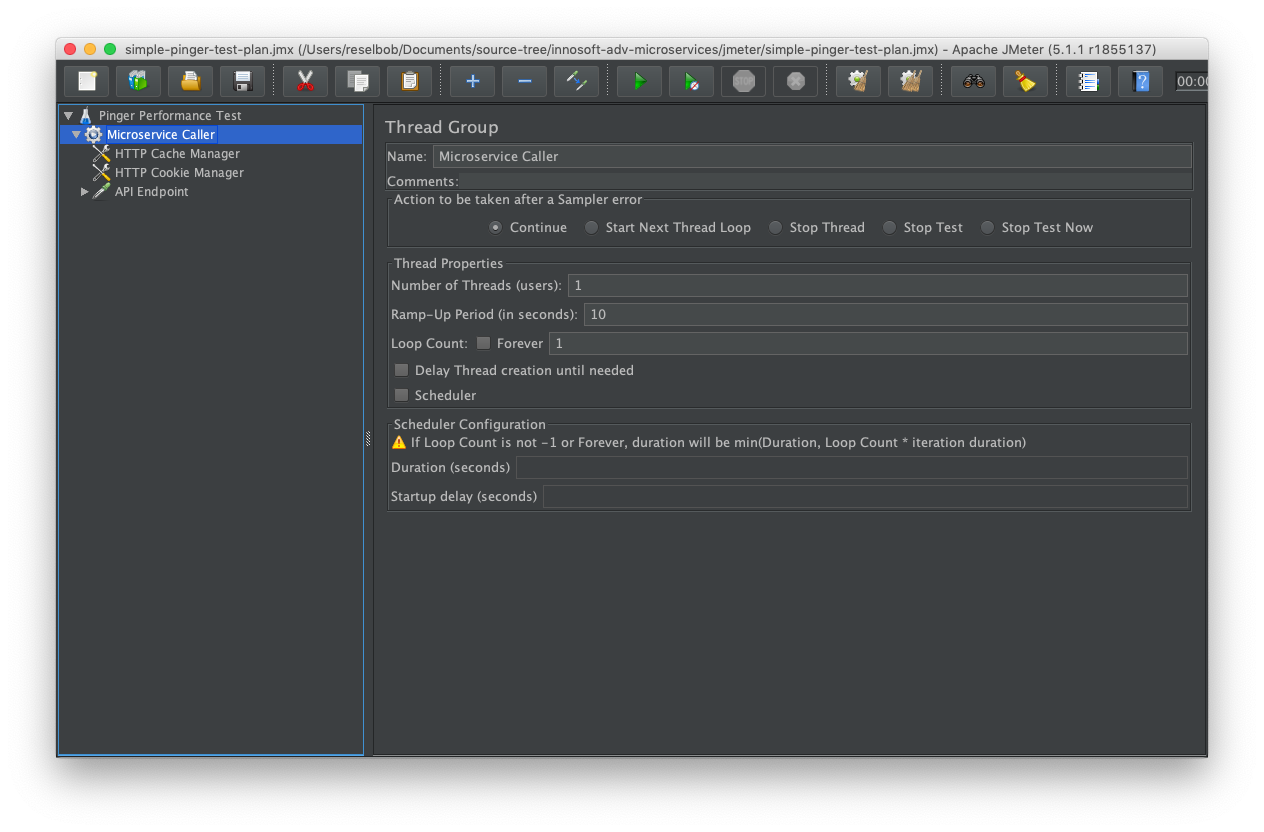 simple-pinger-test-plan.jmx (/Users/reselbob/Documents/source-tree/innosoft-adv-microservices/jmeter/simple-pinger-test-plan.jmx) - Apache JMeter (5.1.1 r1855137)
STOP
?
Pinger Performance Test
Microservice Caller
HTTP Cache Manager
HTTP Cookie Manager
API Endpoint
Thread Group
Name: Microservice Caller
Comments:
Action to be taken after a Sampler error
Continue Start Next Thread Loop Stop Thread Stop Test Stop Test Now
Thread Properties
Number of Threads (users): 1
Ramp-Up Period (in seconds): 10
Loop Count: Forever 1
Delay Thread creation until needed
Scheduler
Scheduler Configuration
If Loop Count is not -1 or Forever, duration will be min(Duration, Loop Count * iteration duration)
Duration (seconds)
Startup delay (seconds)